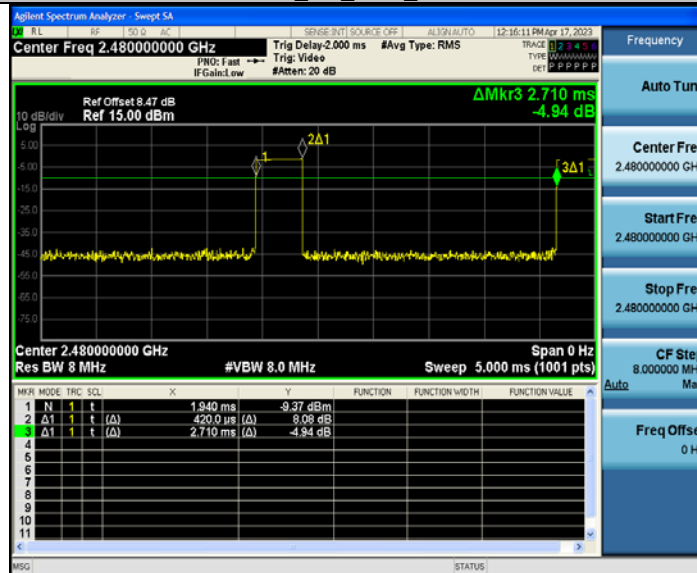 Agilent Spectrum Analyzer - Swept SA
RL RF 50 Ω AC SENSE:INT SOURCE OFF ALIGN AUTO 12:16:11 PM Apr 17, 2023
Center Freq 2.480000000 GHz
PNO: Fast
IFGain:Low
Trig Delay-2.000 ms
Trig: Video
#Atten: 20 dB
#Avg Type: RMS
TRACE 1 2 3 4 5 6
TYPE
DET P P P P P P
Ref Offset 8.47 dB
10 dB/div Ref 15.00 dBm
Log
ΔMkr3 2.710 ms
-4.94 dB
5.00
-5.00
-15.0
-25.0
-35.0
-45.0
-55.0
-65.0
-75.0
1
2Δ1
3Δ1
Center 2.480000000 GHz Span 0 Hz
Res BW 8 MHz #VBW 8.0 MHz Sweep 5.000 ms (1001 pts)
MKR MODE TRC SCL X Y FUNCTION FUNCTION WIDTH FUNCTION VALUE
1 N 1 t 1.940 ms -9.37 dBm
2 Δ1 1 t (Δ) 420.0 µs (Δ) 8.08 dB
3 Δ1 1 t (Δ) 2.710 ms (Δ) -4.94 dB
4
5
6
7
8
9
10
11
MSG STATUS
Frequency
Auto Tun
Center Fre
2.480000000 GH
Start Fre
2.480000000 GH
Stop Fre
2.480000000 GH
CF Ste
8.000000 MH
Auto Ma
Freq Offse
0 H